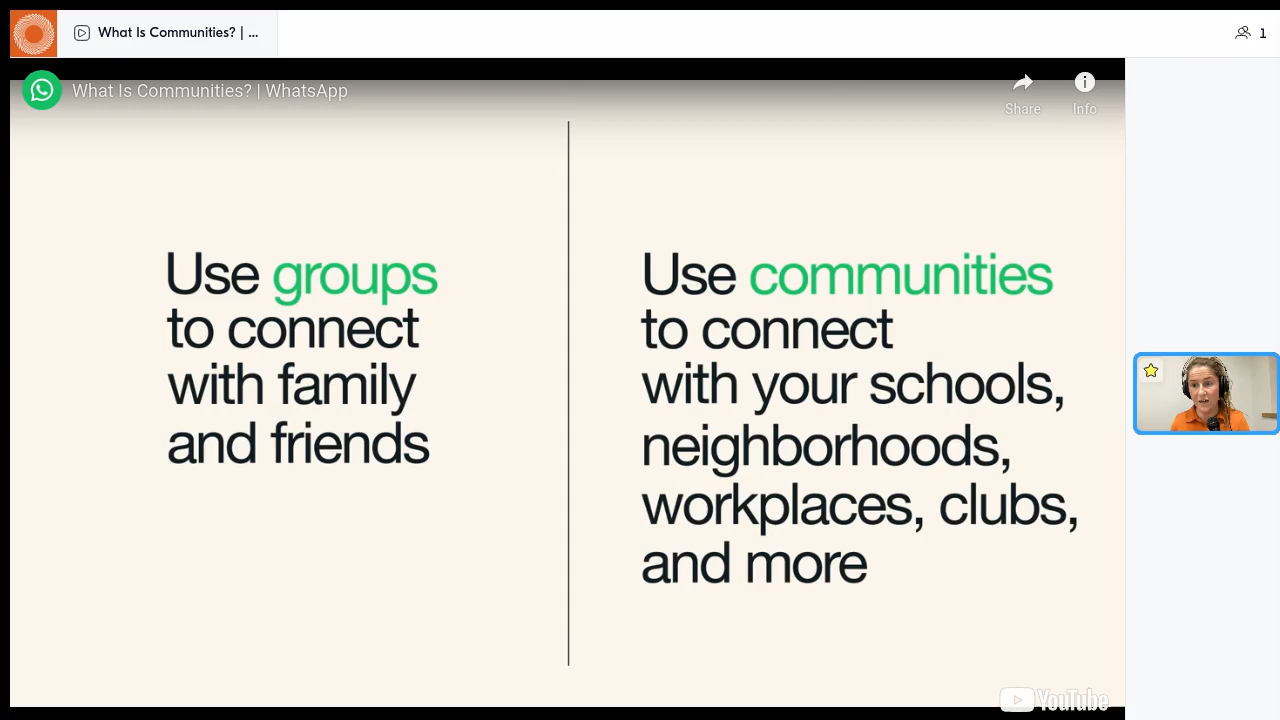 What Is Communities? | ...
1
What Is Communities? | WhatsApp
Share
Info
Use groups
to connect
with family
and friends
Use communities
to connect
with your schools,
neighborhoods,
workplaces, clubs,
and more
YouTube